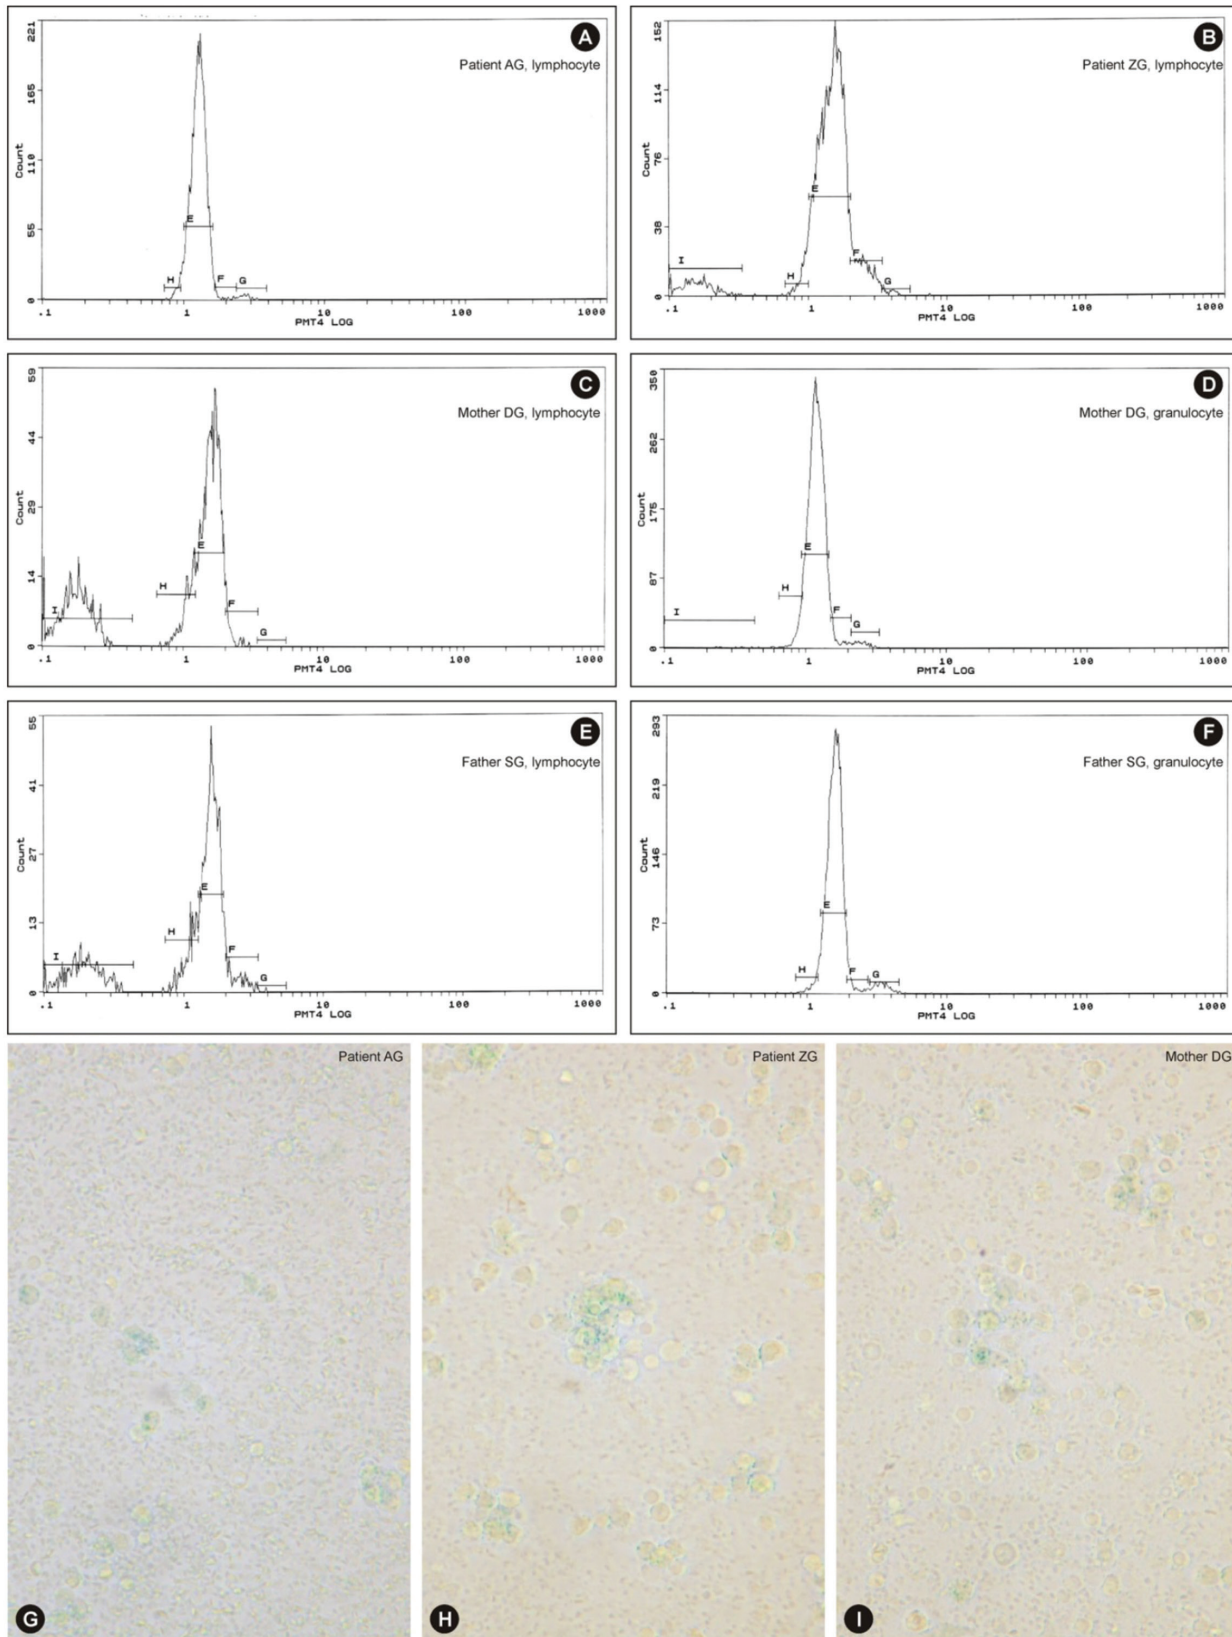 A
Patient AG, lymphocyte
221
165
110
55
0
Count
H
E
F
G
.1
1
10
100
1000
PMT4 LOG
B
Patient ZG, lymphocyte
152
114
76
38
0
Count
I
H
E
F
G
.1
1
10
100
1000
PMT4 LOG
C
Mother DG, lymphocyte
59
44
29
14
0
Count
I
H
E
F
G
.1
1
10
100
1000
PMT4 LOG
D
Mother DG, granulocyte
350
262
175
87
0
Count
I
H
E
F
G
.1
1
10
100
1000
PMT4 LOG
E
Father SG, lymphocyte
55
41
27
13
0
Count
I
H
E
F
G
.1
1
10
100
1000
PMT4 LOG
F
Father SG, granulocyte
293
219
146
73
0
Count
H
E
F
G
.1
1
10
100
1000
PMT4 LOG
Patient AG
G
Patient ZG
H
Mother DG
I